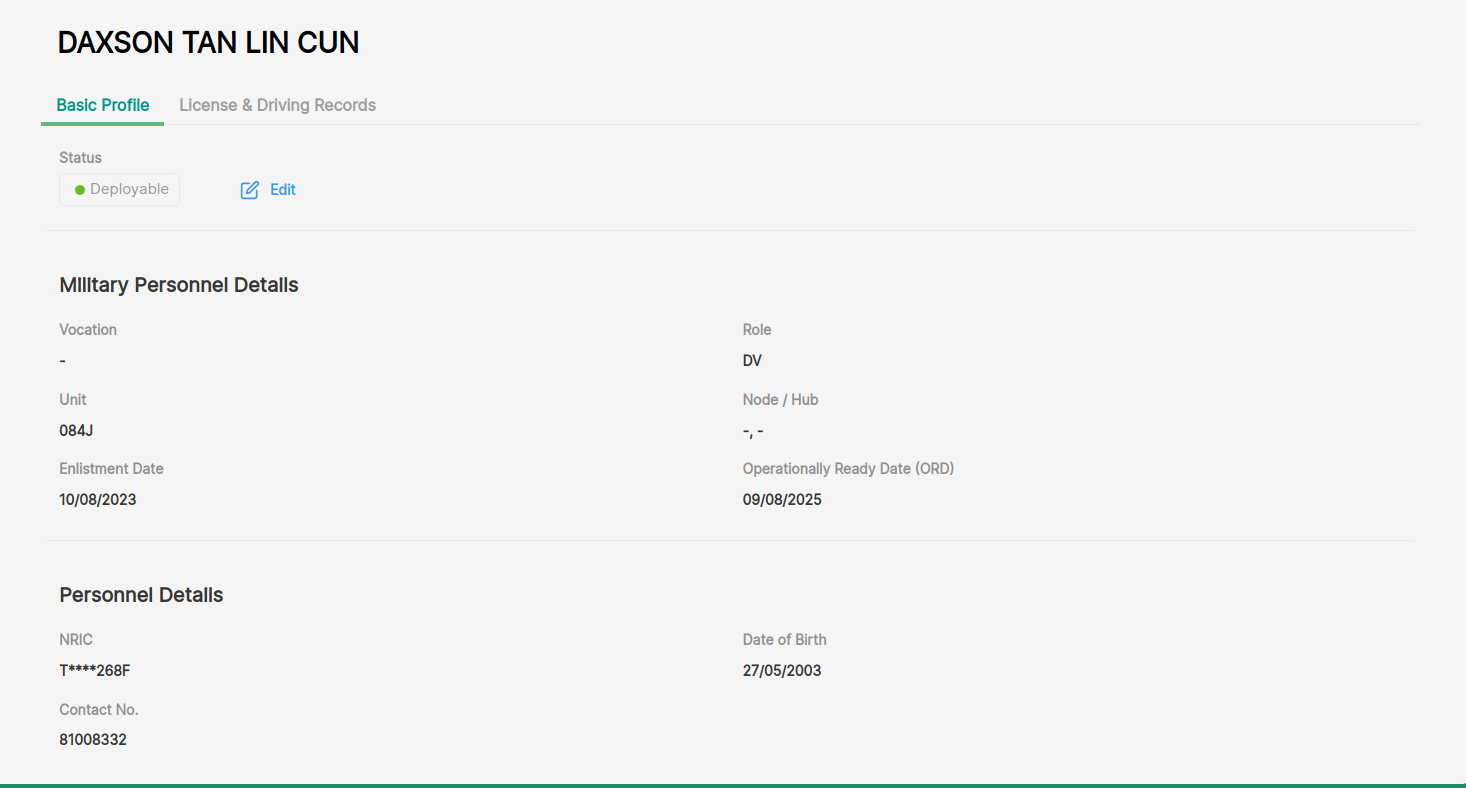 DAXSON TAN LIN CUN
Basic Profile License & Driving Records
Status
Deployable Edit
Military Personnel Details
Vocation Role
- DV
Unit Node / Hub
084J -, -
Enlistment Date Operationally Ready Date (ORD)
10/08/2023 09/08/2025
Personnel Details
NRIC Date of Birth
T****268F 27/05/2003
Contact No.
81008332